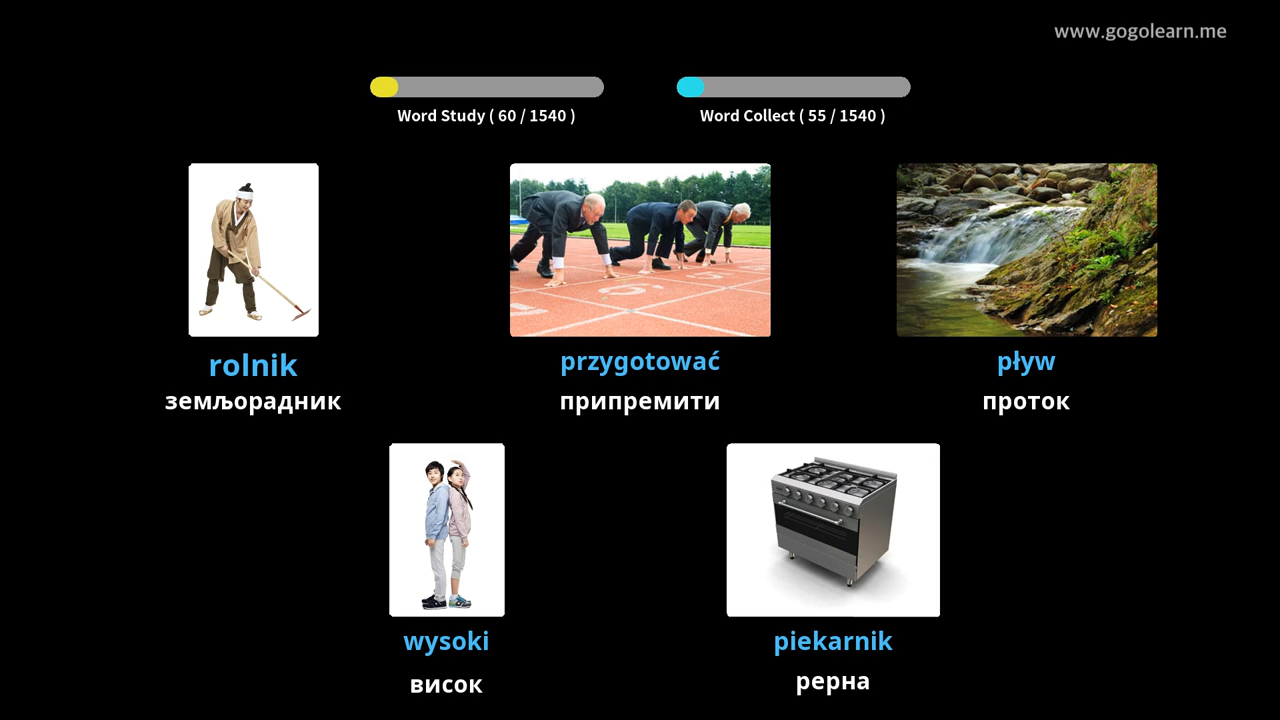 www.gogolearn.me
Word Study ( 60 / 1540 )
Word Collect ( 55 / 1540 )
rolnik
земљорадник
przygotować
припремити
pływ
проток
wysoki
висок
piekarnik
рерна